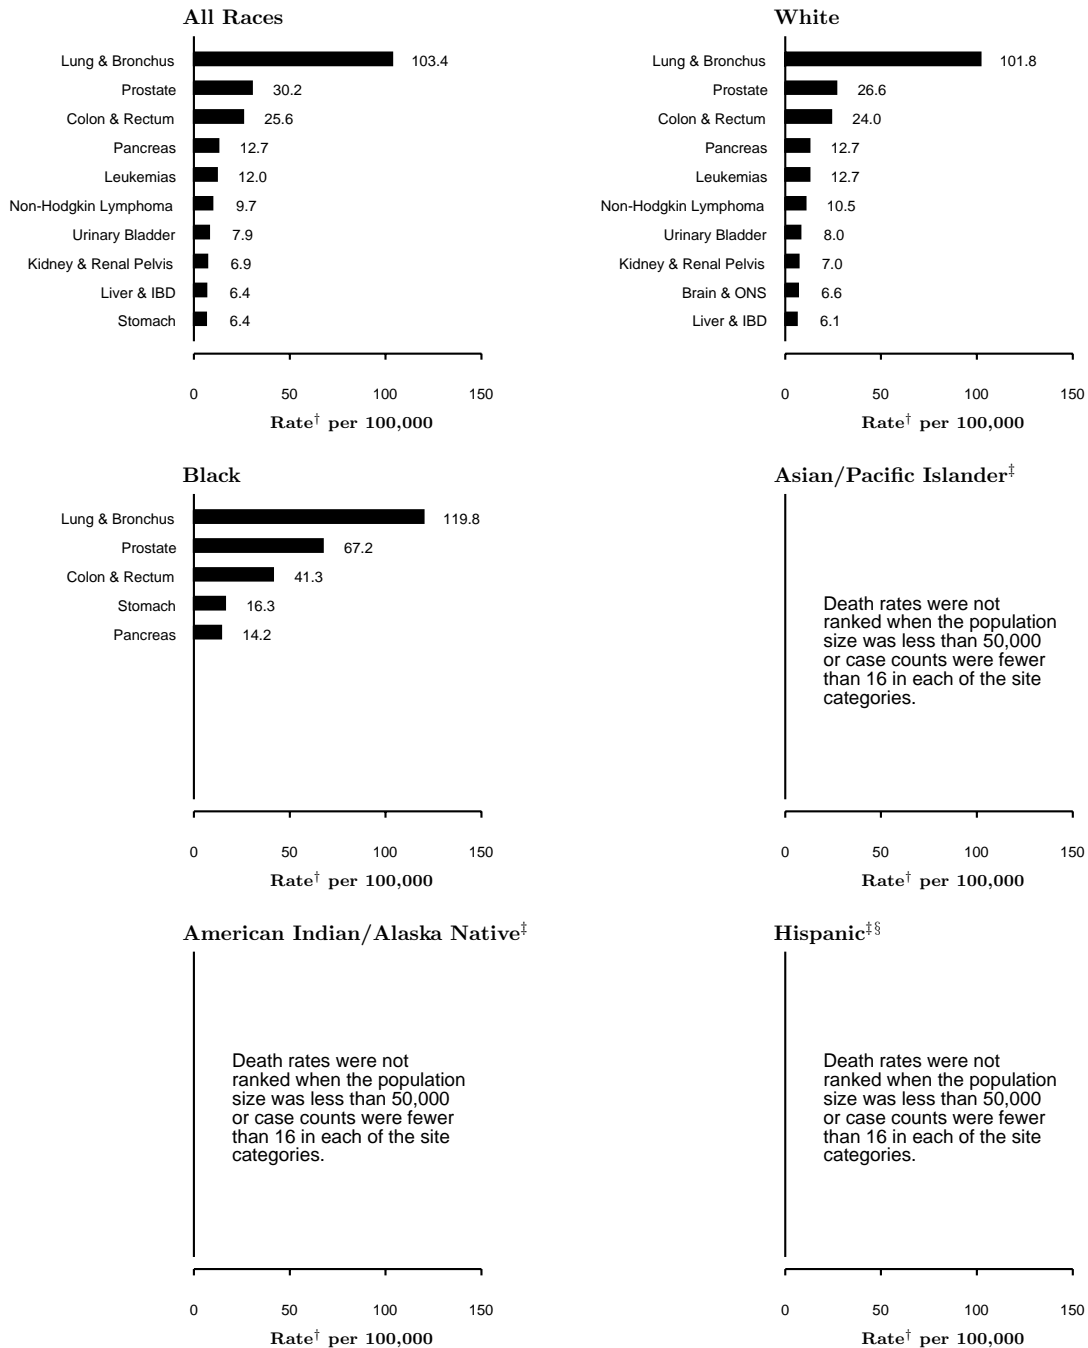 All Races
Lung & Bronchus 103.4
Prostate 30.2
Colon & Rectum 25.6
Pancreas 12.7
Leukemias 12.0
Non-Hodgkin Lymphoma 9.7
Urinary Bladder 7.9
Kidney & Renal Pelvis 6.9
Liver & IBD 6.4
Stomach 6.4
0 50 100 150
Rate† per 100,000
White
Lung & Bronchus 101.8
Prostate 26.6
Colon & Rectum 24.0
Pancreas 12.7
Leukemias 12.7
Non-Hodgkin Lymphoma 10.5
Urinary Bladder 8.0
Kidney & Renal Pelvis 7.0
Brain & ONS 6.6
Liver & IBD 6.1
0 50 100 150
Rate† per 100,000
Black
Lung & Bronchus 119.8
Prostate 67.2
Colon & Rectum 41.3
Stomach 16.3
Pancreas 14.2
0 50 100 150
Rate† per 100,000
Asian/Pacific Islander‡
Death rates were not
ranked when the population
size was less than 50,000
or case counts were fewer
than 16 in each of the site
categories.
0 50 100 150
Rate† per 100,000
American Indian/Alaska Native‡
Death rates were not
ranked when the population
size was less than 50,000
or case counts were fewer
than 16 in each of the site
categories.
0 50 100 150
Rate† per 100,000
Hispanic‡§
Death rates were not
ranked when the population
size was less than 50,000
or case counts were fewer
than 16 in each of the site
categories.
0 50 100 150
Rate† per 100,000